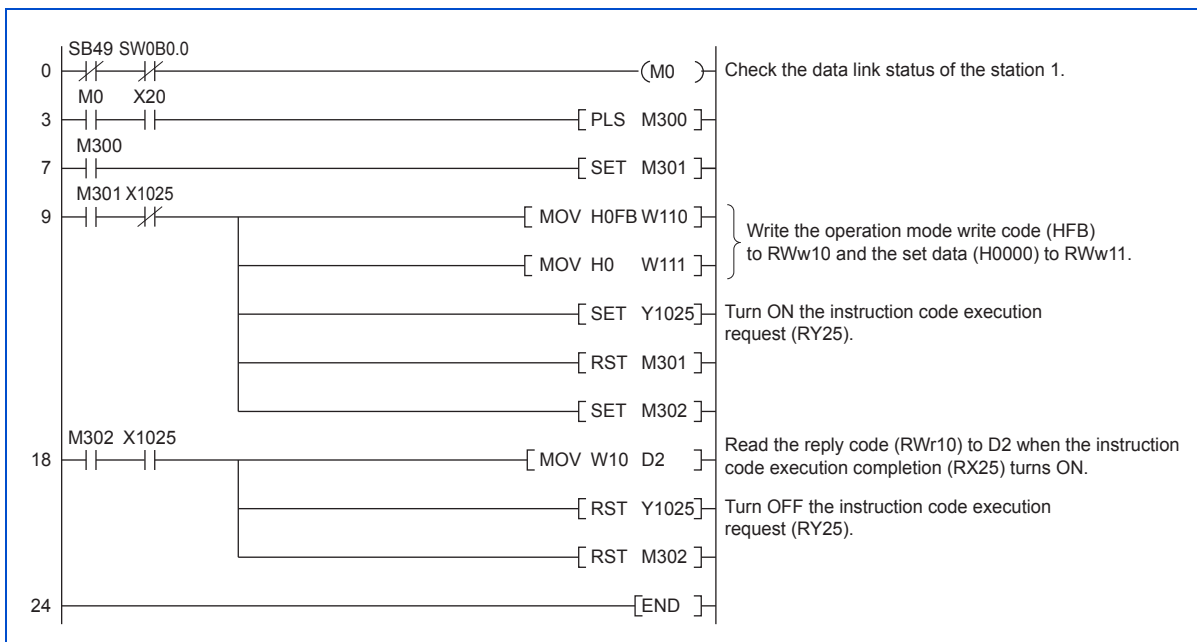 SB49 SW0B0.0
0 (M0 ) Check the data link status of the station 1.
M0 X20
3 [ PLS M300 ]
M300
7 [ SET M301 ]
M301 X1025
9 [ MOV H0FB W110 ]
Write the operation mode write code (HFB)
to RWw10 and the set data (H0000) to RWw11.
[ MOV H0 W111 ]
[ SET Y1025 ] Turn ON the instruction code execution
request (RY25).
[ RST M301 ]
[ SET M302 ]
M302 X1025
18 [ MOV W10 D2 ] Read the reply code (RWr10) to D2 when the instruction
code execution completion (RX25) turns ON.
[ RST Y1025 ] Turn OFF the instruction code execution
request (RY25).
[ RST M302 ]
24 [ END ]